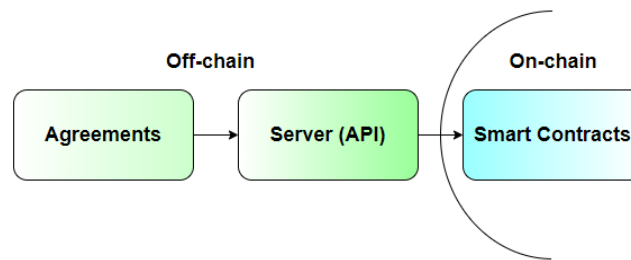 Off-chain
On-chain
Agreements
Server (API)
Smart Contracts